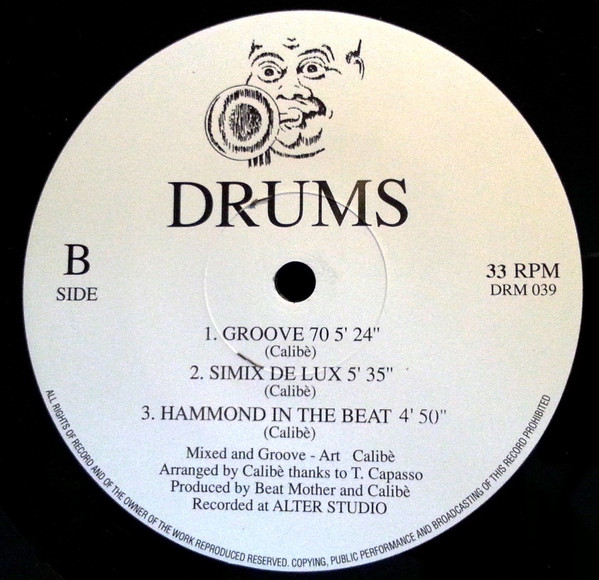 DRUMS
B
SIDE
33 RPM
DRM 039
1. GROOVE 70 5' 24"
(Calibè)
2. SIMIX DE LUX 5' 35"
(Calibè)
3. HAMMOND IN THE BEAT 4' 50"
(Calibè)
Mixed and Groove - Art Calibè
Arranged by Calibè thanks to T. Capasso
Produced by Beat Mother and Calibè
Recorded at ALTER STUDIO
ALL RIGHTS OF RECORD AND OF THE OWNER OF THE WORK REPRODUCED RESERVED. COPYING, PUBLIC PERFORMANCE AND BROADCASTING OF THIS RECORD PROHIBITED